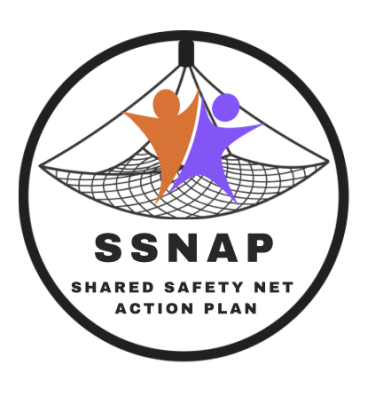 SSNAP
SHARED SAFETY NET
ACTION PLAN